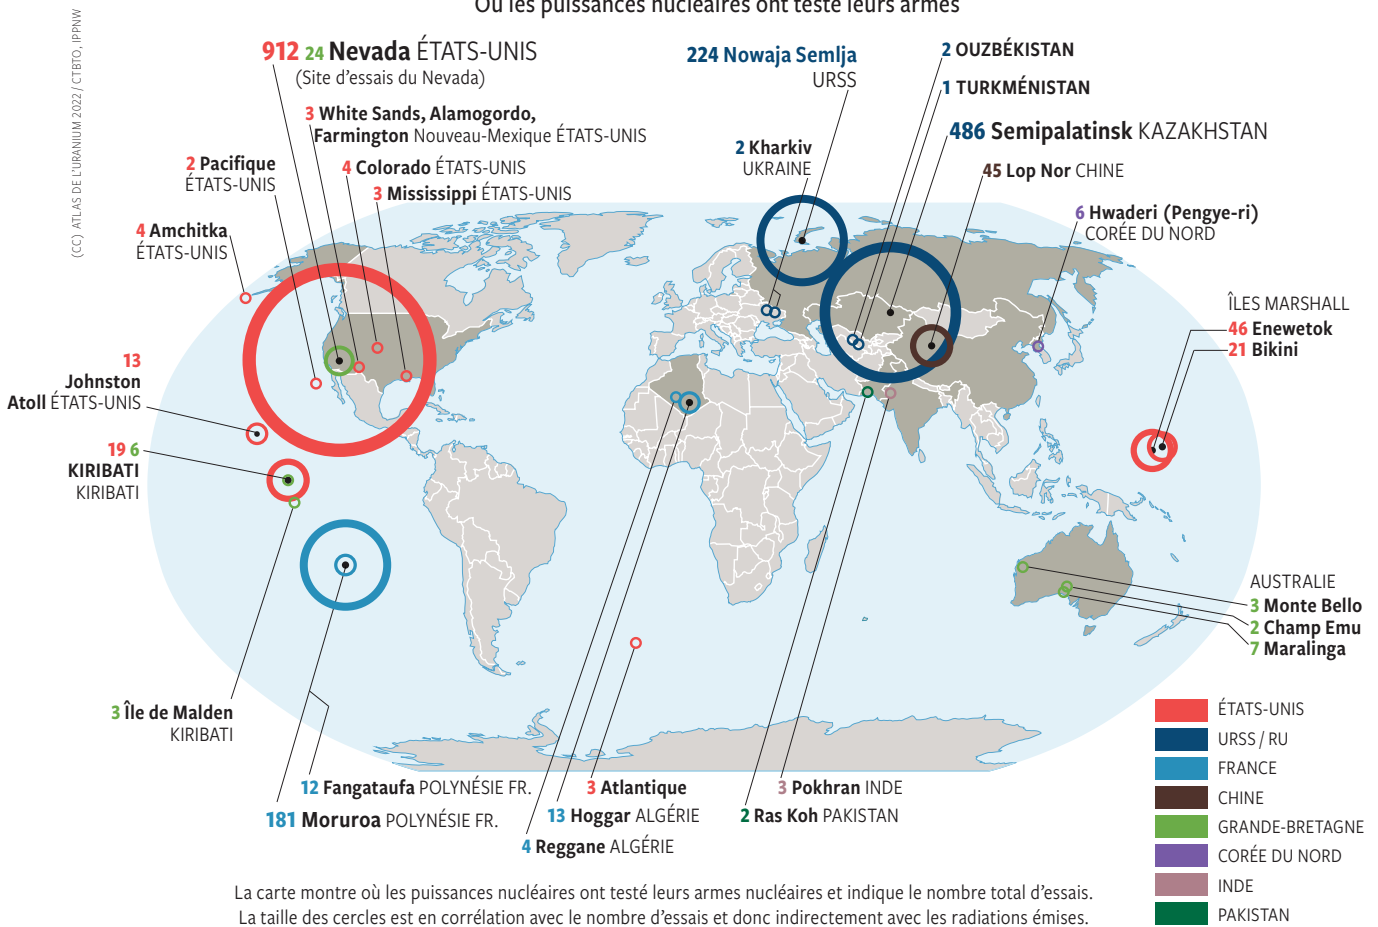 Où les puissances nucléaires ont testé leurs armes
(CC) ATLAS DE L'URANIUM 2022 / CTBTO, IPPNW
912 24 Nevada ÉTATS-UNIS
(Site d'essais du Nevada)
3 White Sands, Alamogordo,
Farmington Nouveau-Mexique ÉTATS-UNIS
2 Pacifique
ÉTATS-UNIS
4 Colorado ÉTATS-UNIS
3 Mississippi ÉTATS-UNIS
4 Amchitka
ÉTATS-UNIS
13
Johnston
Atoll ÉTATS-UNIS
19 6
KIRIBATI
KIRIBATI
3 Île de Malden
KIRIBATI
224 Nowaja Semlja
URSS
2 Kharkiv
UKRAINE
2 OUZBÉKISTAN
1 TURKMÉNISTAN
486 Semipalatinsk KAZAKHSTAN
45 Lop Nor CHINE
6 Hwaderi (Pengye-ri)
CORÉE DU NORD
ÎLES MARSHALL
46 Enewetok
21 Bikini
AUSTRALIE
3 Monte Bello
2 Champ Emu
7 Maralinga
12 Fangataufa POLYNÉSIE FR.
181 Moruroa POLYNÉSIE FR.
3 Atlantique
13 Hoggar ALGÉRIE
4 Reggane ALGÉRIE
3 Pokhran INDE
2 Ras Koh PAKISTAN
ÉTATS-UNIS
URSS / RU
FRANCE
CHINE
GRANDE-BRETAGNE
CORÉE DU NORD
INDE
PAKISTAN
La carte montre où les puissances nucléaires ont testé leurs armes nucléaires et indique le nombre total d'essais.
La taille des cercles est en corrélation avec le nombre d'essais et donc indirectement avec les radiations émises.